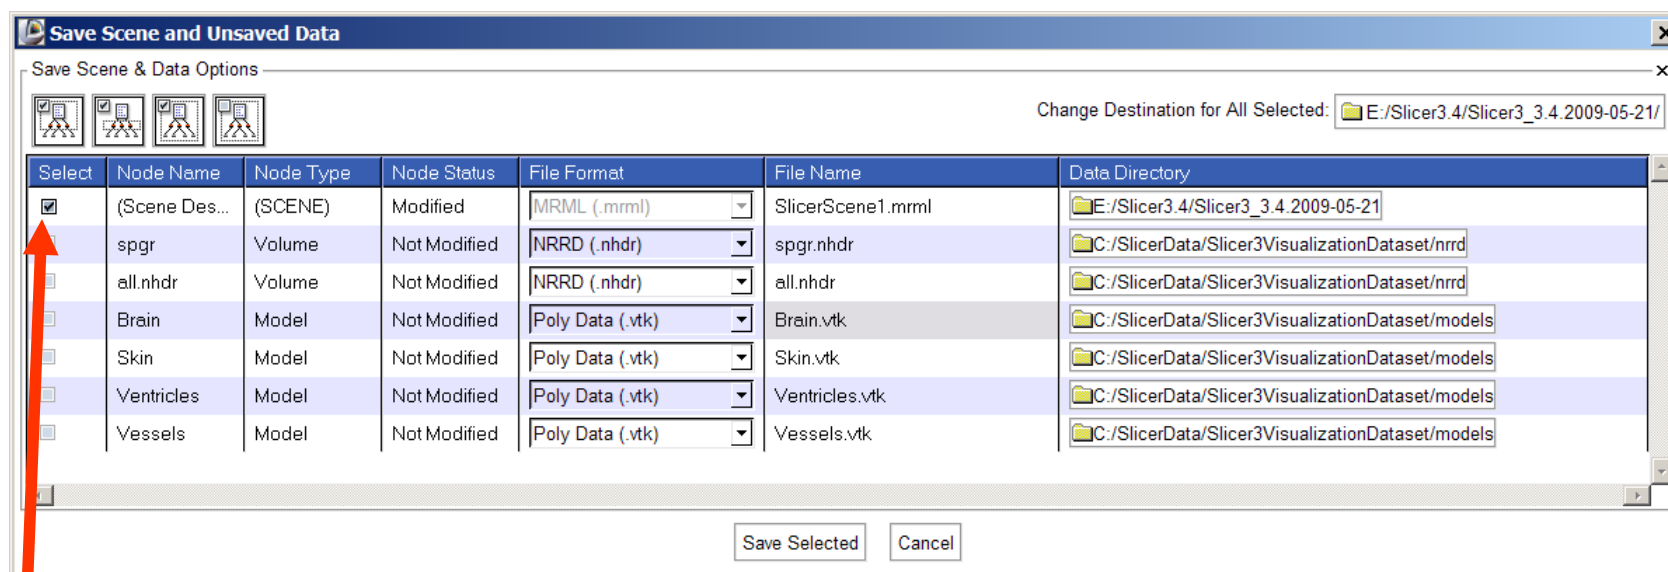 Save Scene and Unsaved Data
Save Scene & Data Options
Change Destination for All Selected: E:/Slicer3.4/Slicer3_3.4.2009-05-21/
Select Node Name Node Type Node Status File Format File Name Data Directory
(Scene Des... (SCENE) Modified MRML (.mrml) SlicerScene1.mrml E:/Slicer3.4/Slicer3_3.4.2009-05-21
spgr Volume Not Modified NRRD (.nhdr) spgr.nhdr C:/SlicerData/Slicer3VisualizationDataset/nrrd
all.nhdr Volume Not Modified NRRD (.nhdr) all.nhdr C:/SlicerData/Slicer3VisualizationDataset/nrrd
Brain Model Not Modified Poly Data (.vtk) Brain.vtk C:/SlicerData/Slicer3VisualizationDataset/models
Skin Model Not Modified Poly Data (.vtk) Skin.vtk C:/SlicerData/Slicer3VisualizationDataset/models
Ventricles Model Not Modified Poly Data (.vtk) Ventricles.vtk C:/SlicerData/Slicer3VisualizationDataset/models
Vessels Model Not Modified Poly Data (.vtk) Vessels.vtk C:/SlicerData/Slicer3VisualizationDataset/models
Save Selected Cancel